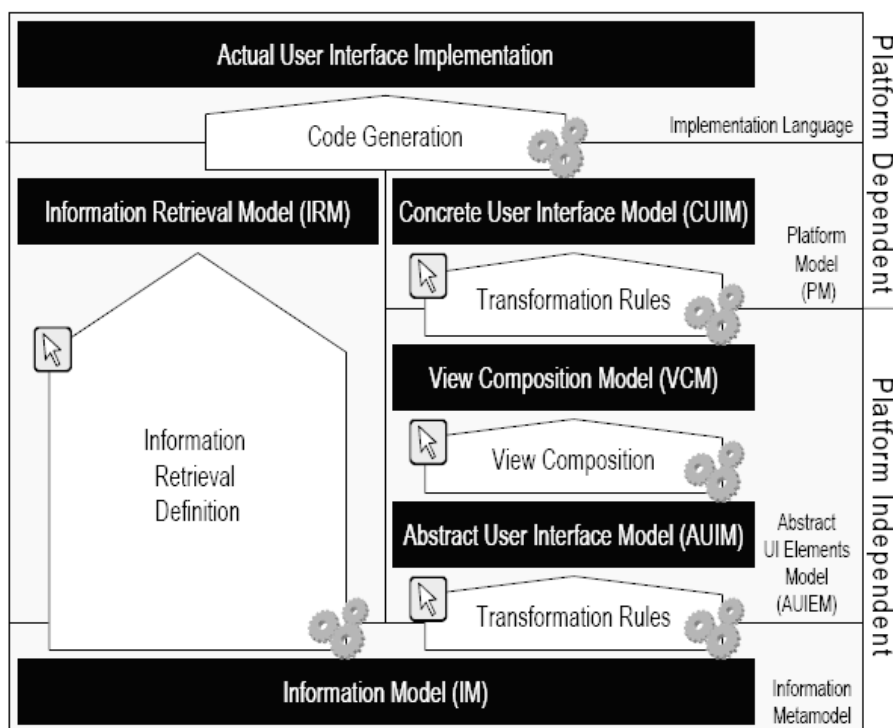 Actual User Interface Implementation
Code Generation
Implementation Language
Information Retrieval Model (IRM)
Concrete User Interface Model (CUIM)
Platform
Model
(PM)
Transformation Rules
View Composition Model (VCM)
Information
Retrieval
Definition
View Composition
Abstract User Interface Model (AUIM)
Abstract
UI Elements
Model
(AUIEM)
Transformation Rules
Information Model (IM)
Information
Metamodel
Platform Dependent
Platform Independent